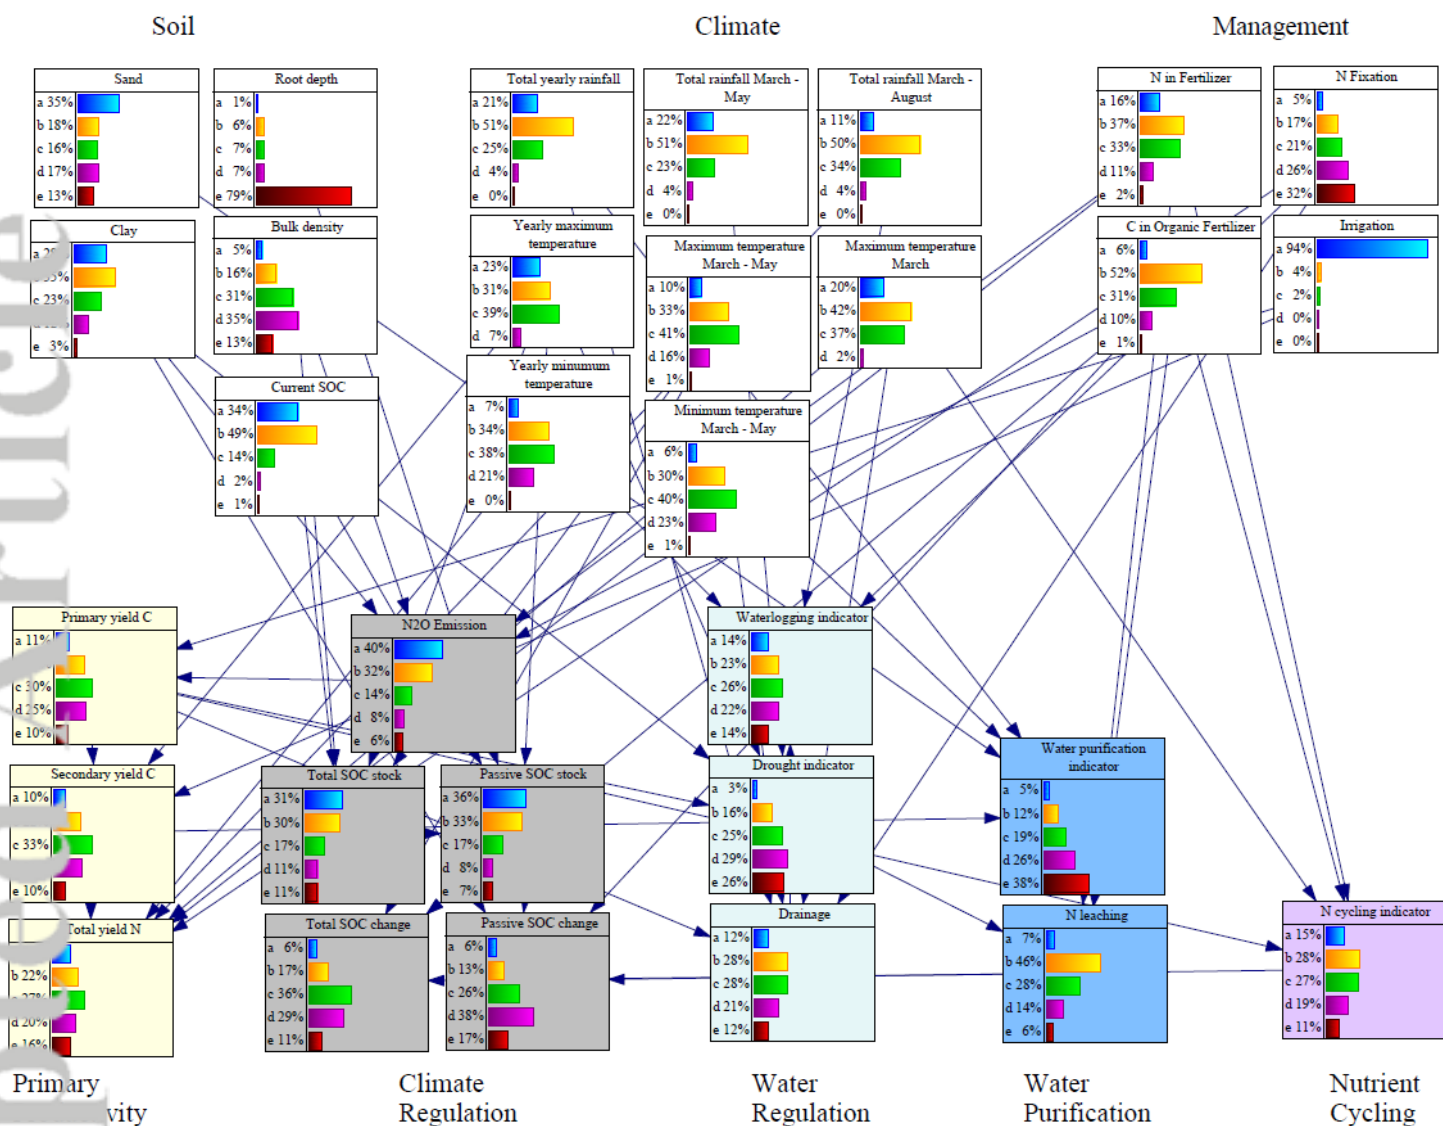 Soil
Climate
Management
Sand
a 35%
b 18%
c 16%
d 17%
e 13%
Root depth
a 1%
b 6%
c 7%
d 7%
e 79%
Total yearly rainfall
a 21%
b 51%
c 25%
d 4%
e 0%
Total rainfall March -
May
a 22%
b 51%
c 23%
d 4%
e 0%
Total rainfall March -
August
a 11%
b 50%
c 34%
d 4%
e 0%
N in Fertilizer
a 16%
b 37%
c 33%
d 11%
e 2%
N Fixation
a 5%
b 17%
c 21%
d 26%
e 32%
Clay
c 23%
e 3%
Bulk density
a 5%
b 16%
c 31%
d 35%
e 13%
Yearly maximum
temperature
a 23%
b 31%
c 39%
d 7%
Maximum temperature
March - May
a 10%
b 33%
c 41%
d 16%
e 1%
Maximum temperature
March
a 20%
b 42%
c 37%
d 2%
C in Organic Fertilizer
a 6%
b 52%
c 31%
d 10%
e 1%
Irrigation
a 94%
b 4%
c 2%
d 0%
e 0%
Current SOC
a 34%
b 49%
c 14%
d 2%
e 1%
Yearly minumum
temperature
a 7%
b 34%
c 38%
d 21%
e 0%
Minimum temperature
March - May
a 6%
b 30%
c 40%
d 23%
e 1%
Primary yield C
a 11%
c 30%
d 25%
e 10%
N2O Emission
a 40%
b 32%
c 14%
d 8%
e 6%
Waterlogging indicator
a 14%
b 23%
c 26%
d 22%
e 14%
Secondary yield C
a 10%
c 33%
e 10%
Total SOC stock
a 31%
b 30%
c 17%
d 11%
e 11%
Passive SOC stock
a 36%
b 33%
c 17%
d 8%
e 7%
Drought indicator
a 3%
b 16%
c 25%
d 29%
e 26%
Water purification
indicator
a 5%
b 12%
c 19%
d 26%
e 38%
Total yield N
b 22%
c 27%
d 20%
e 16%
Total SOC change
a 6%
b 17%
c 36%
d 29%
e 11%
Passive SOC change
a 6%
b 13%
c 26%
d 38%
e 17%
Drainage
a 12%
b 28%
c 28%
d 21%
e 12%
N leaching
a 7%
b 46%
c 28%
d 14%
e 6%
N cycling indicator
a 15%
b 28%
c 27%
d 19%
e 11%
Primary
vity
Climate
Regulation
Water
Regulation
Water
Purification
Nutrient
Cycling